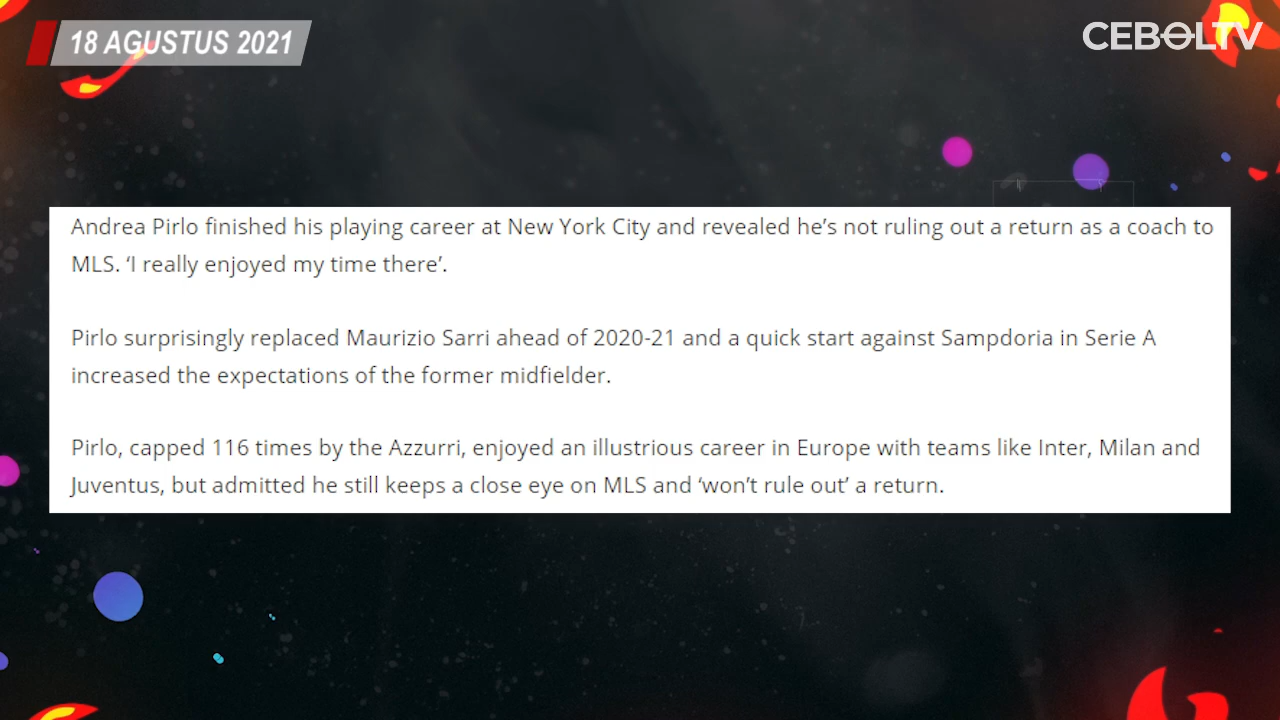 18 AGUSTUS 2021
CEBOLTV
Andrea Pirlo finished his playing career at New York City and revealed he’s not ruling out a return as a coach to
MLS. ‘I really enjoyed my time there’.
Pirlo surprisingly replaced Maurizio Sarri ahead of 2020-21 and a quick start against Sampdoria in Serie A
increased the expectations of the former midfielder.
Pirlo, capped 116 times by the Azzurri, enjoyed an illustrious career in Europe with teams like Inter, Milan and
Juventus, but admitted he still keeps a close eye on MLS and ‘won’t rule out’ a return.